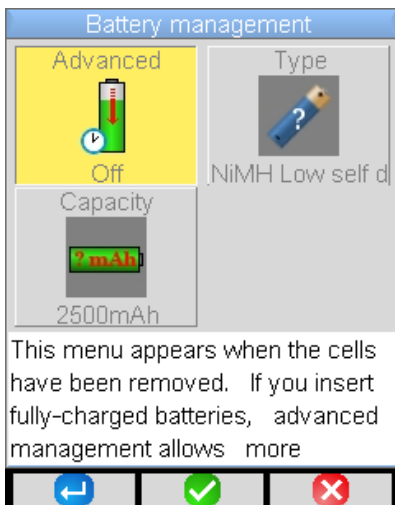 Battery management
Advanced
Type
?
Off
NiMH Low self d
Capacity
? mAh
2500mAh
This menu appears when the cells
have been removed. If you insert
fully-charged batteries, advanced
management allows more